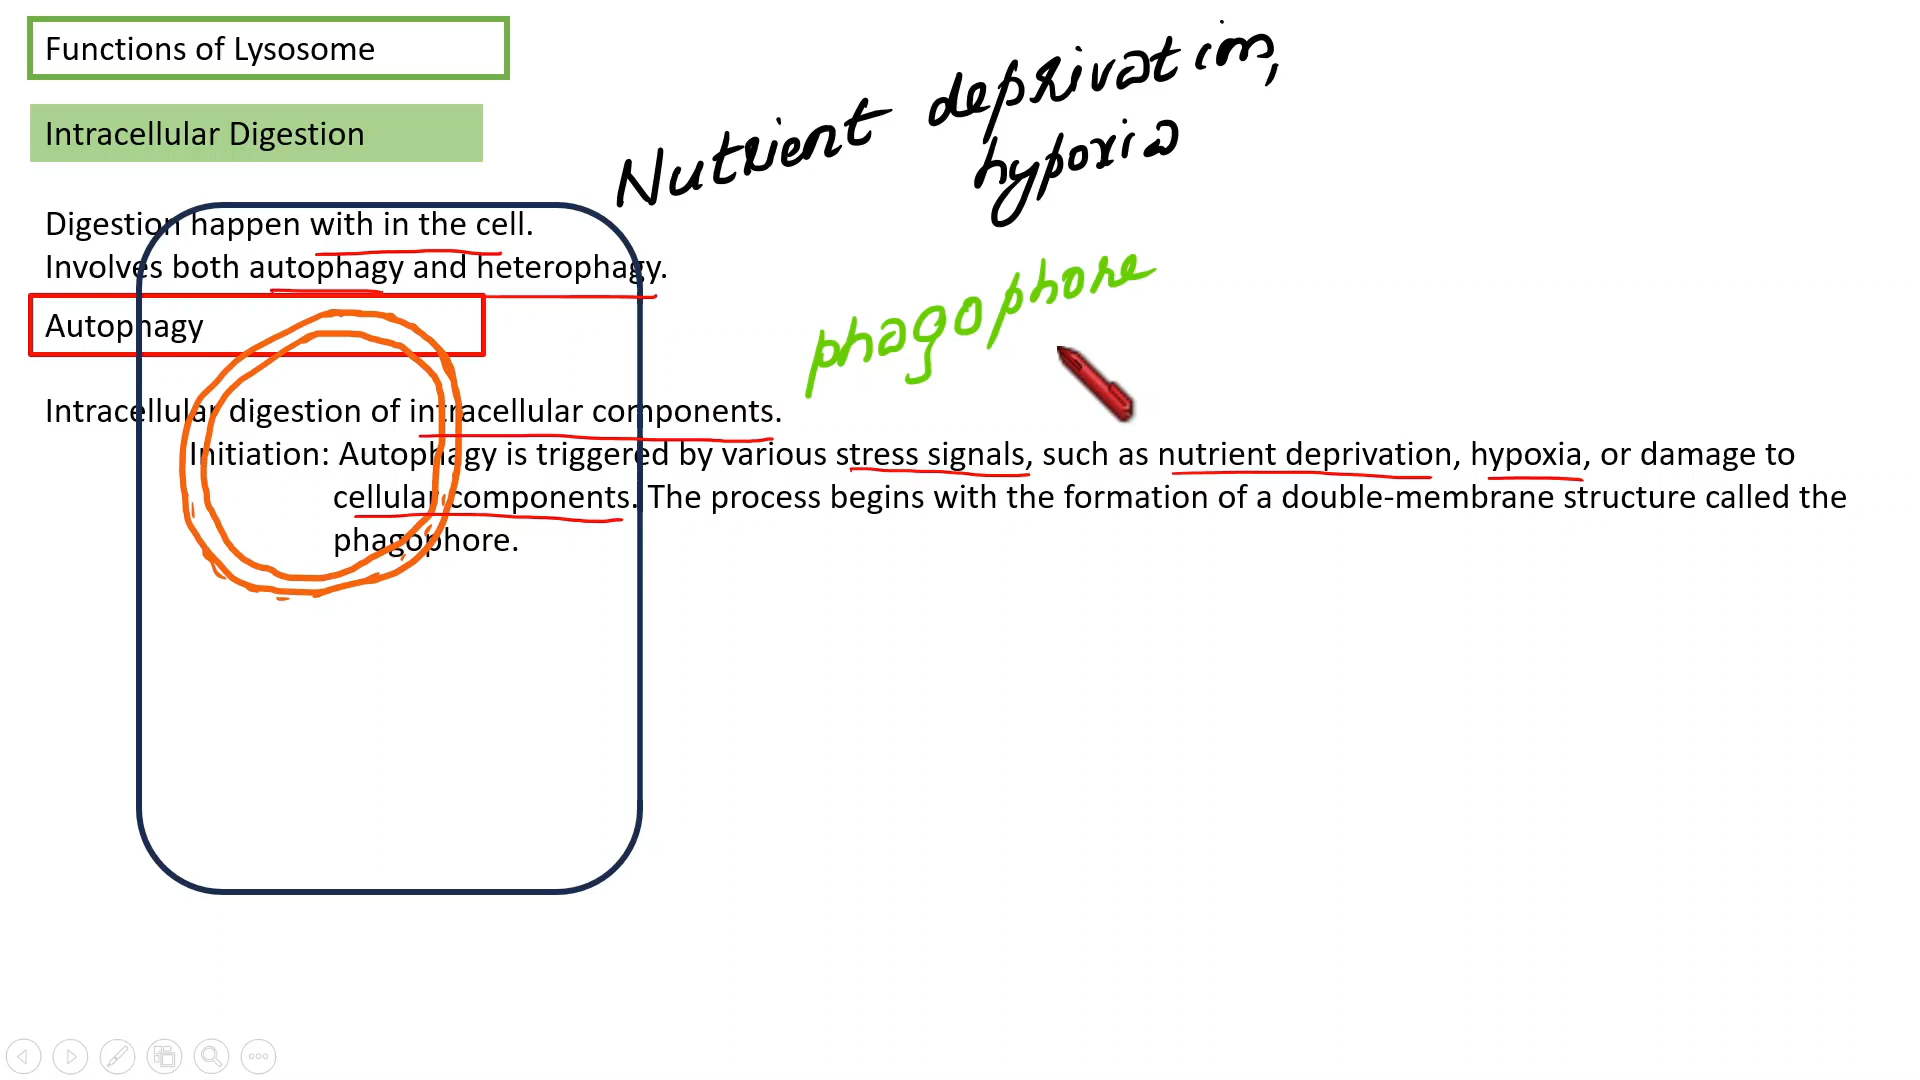 Functions of Lysosome
Intracellular Digestion
Nutrient deprivation,
hypoxia
Digestion happen with in the cell.
Involves both autophagy and heterophagy.
phagophore
Autophagy
Intracellular digestion of intracellular components.
Initiation: Autophagy is triggered by various stress signals, such as nutrient deprivation, hypoxia, or damage to
cellular components. The process begins with the formation of a double-membrane structure called the
phagophore.